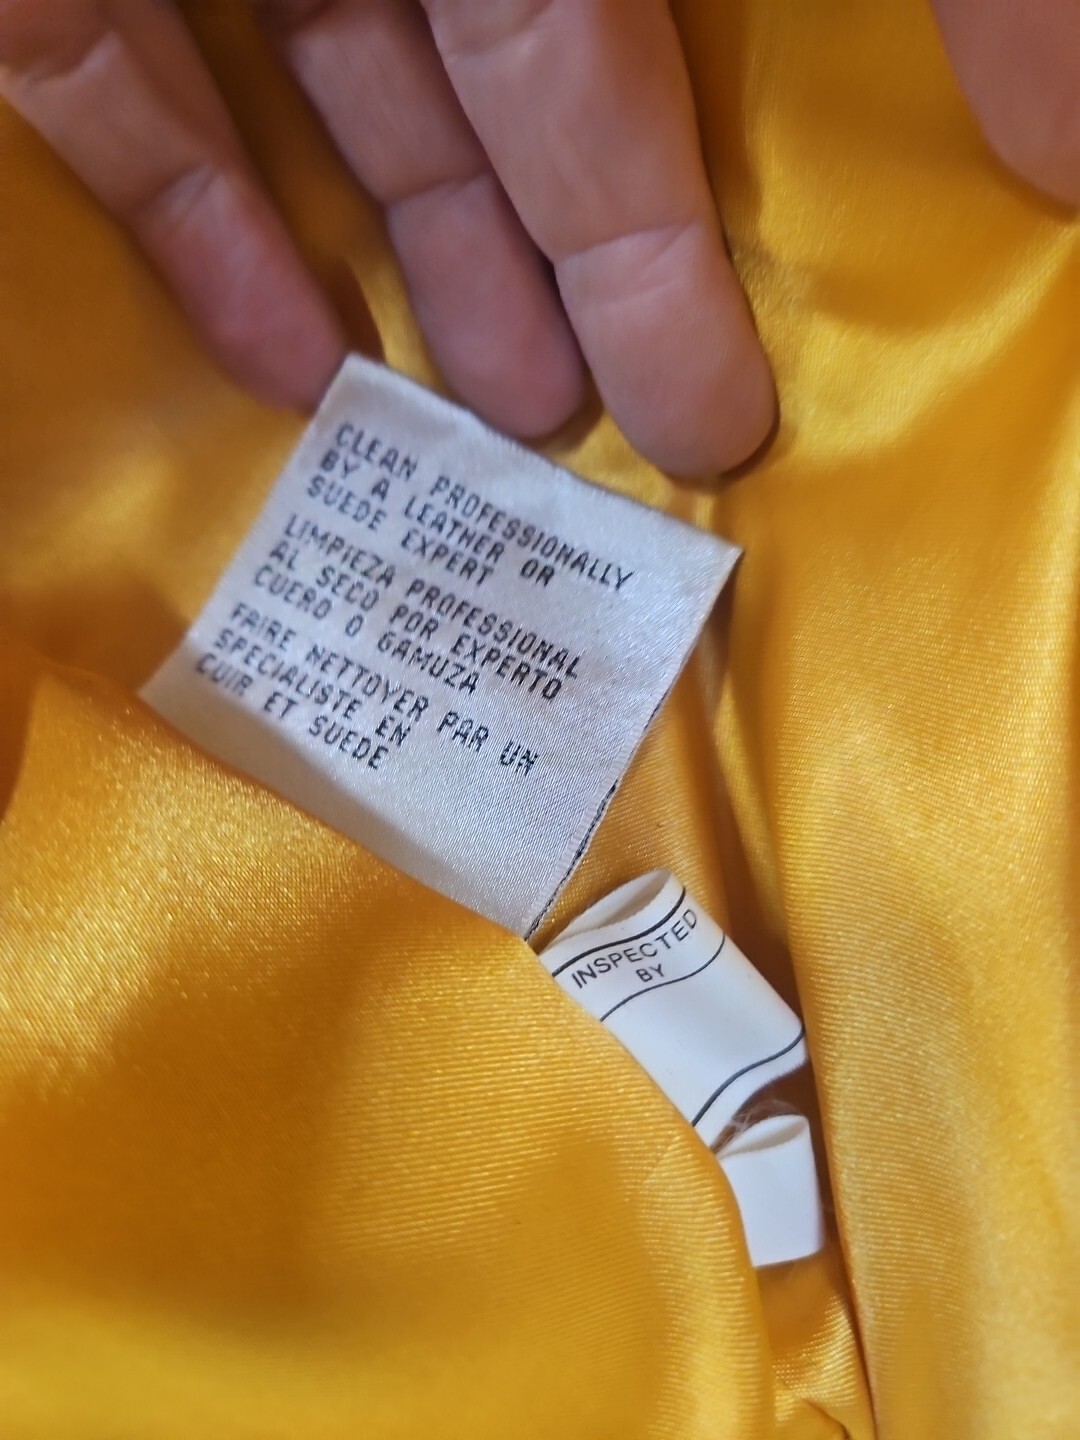 CLEAN PROFESSIONALLY
BY A LEATHER OR
SUEDE EXPERT
LIMPIEZA PROFESSIONAL
AL SECO POR EXPERTO
CUERO O GAMUZA
FAIRE NETTOYER PAR UN
SPECIALISTE EN
CUIR ET SUEDE
INSPECTED
BY